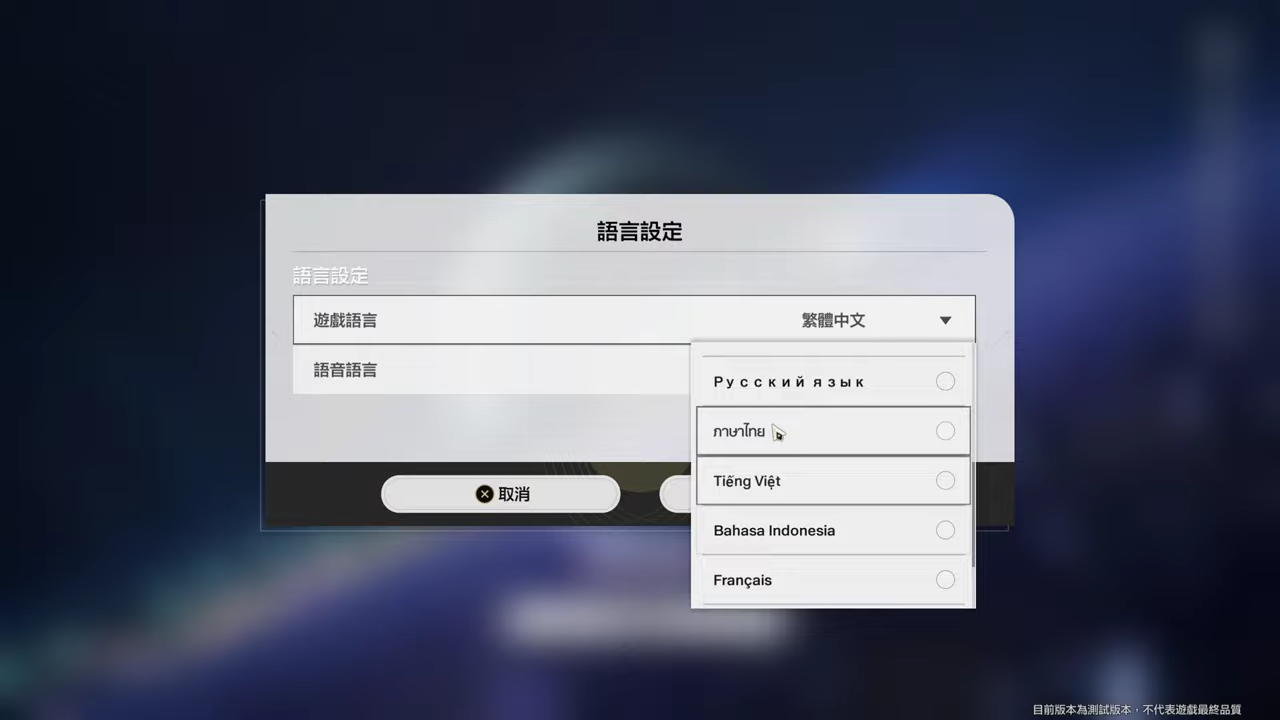 語言設定
語言設定
遊戲語言 繁體中文
語音語言
Русский язык
ภาษาไทย
Tiếng Việt
Bahasa Indonesia
Français
取消
目前版本為測試版本，不代表遊戲最終品質